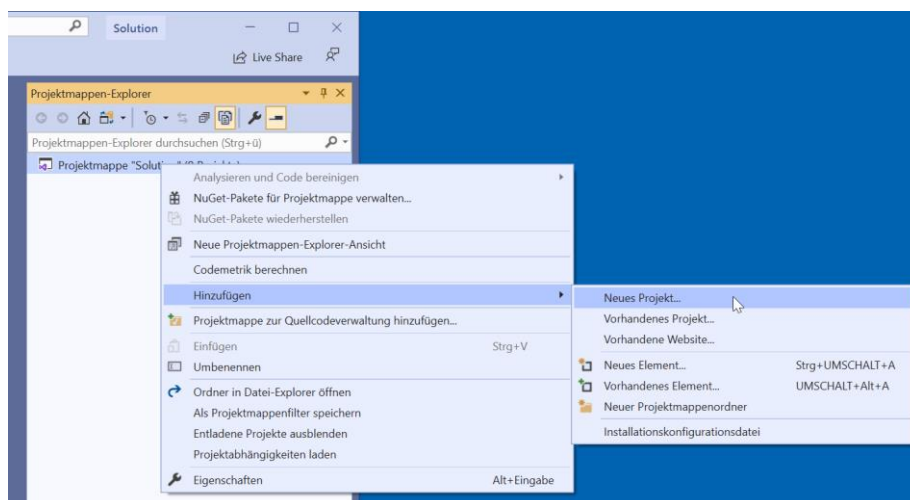 Solution
Live Share
Projektmappen-Explorer
Projektmappen-Explorer durchsuchen (Strg+ü)
Projektmappe "Solut
Analysieren und Code bereinigen
NuGet-Pakete für Projektmappe verwalten...
NuGet-Pakete wiederherstellen
Neue Projektmappen-Explorer-Ansicht
Codemetrik berechnen
Hinzufügen
Projektmappe zur Quellcodeverwaltung hinzufügen...
Einfügen Strg+V
Umbenennen
Ordner in Datei-Explorer öffnen
Als Projektmappenfilter speichern
Entladene Projekte ausblenden
Projektabhängigkeiten laden
Eigenschaften Alt+Eingabe
Neues Projekt...
Vorhandenes Projekt...
Vorhandene Website...
Neues Element... Strg+UMSCHALT+A
Vorhandenes Element... UMSCHALT+Alt+A
Neuer Projektmappenordner
Installationskonfigurationsdatei